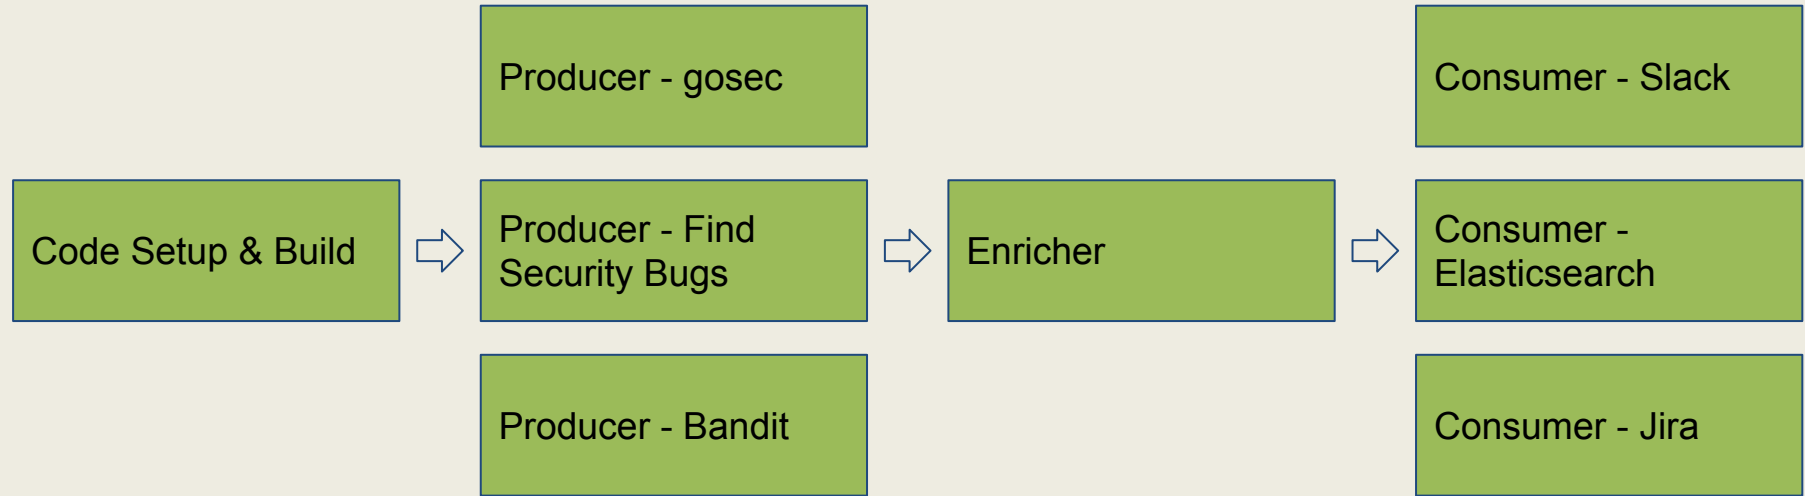 Code Setup & Build
Producer - gosec
Producer - Find
Security Bugs
Producer - Bandit
Enricher
Consumer - Slack
Consumer -
Elasticsearch
Consumer - Jira